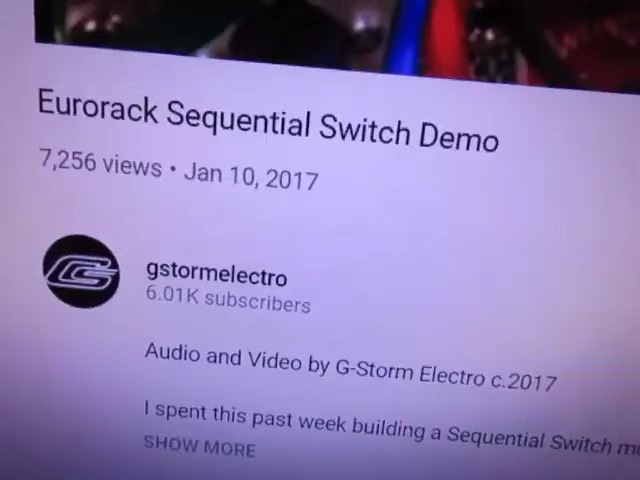 Eurorack Sequential Switch Demo
7,256 views • Jan 10, 2017
gstormelectro
6.01K subscribers
Audio and Video by G-Storm Electro c.2017
I spent this past week building a Sequential Switch
SHOW MORE